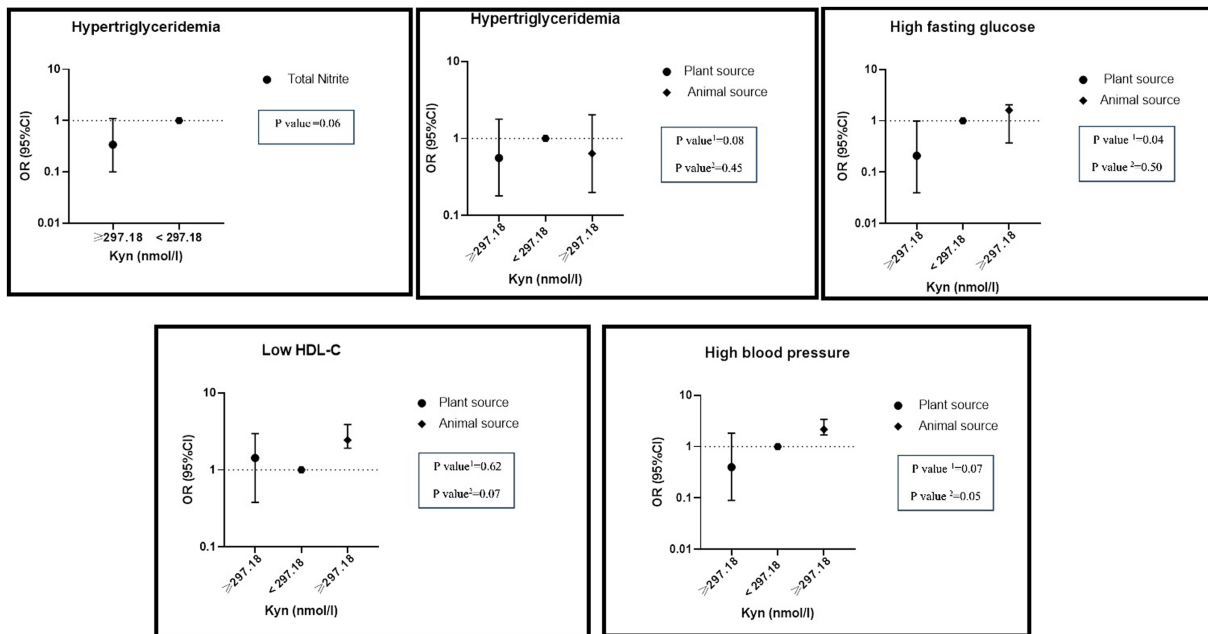 Hypertriglyceridemia
10
1
0.1
0.01
OR (95%CI)
⩾297.18 < 297.18
Kyn (nmol/l)
Total Nitrite
P value =0.06
Hypertriglyceridemia
10
1
0.1
OR (95%CI)
⩾297.18
< 297.18
⩾297.18
Kyn (nmol/l)
Plant source
Animal source
P value¹=0.08
P value²=0.45
High fasting glucose
10
1
0.1
0.01
OR (95%CI)
⩾297.18
< 297.18
⩾297.18
Kyn (nmol/l)
Plant source
Animal source
P value ¹=0.04
P value ²=0.50
Low HDL-C
10
1
0.1
OR (95%CI)
⩾297.18
< 297.18
⩾297.18
Kyn (nmol/l)
Plant source
Animal source
P value¹=0.62
P value²=0.07
High blood pressure
10
1
0.1
0.01
OR (95%CI)
⩾297.18
< 297.18
⩾297.18
Kyn (nmol/l)
Plant source
Animal source
P value ¹=0.07
P value ²=0.05